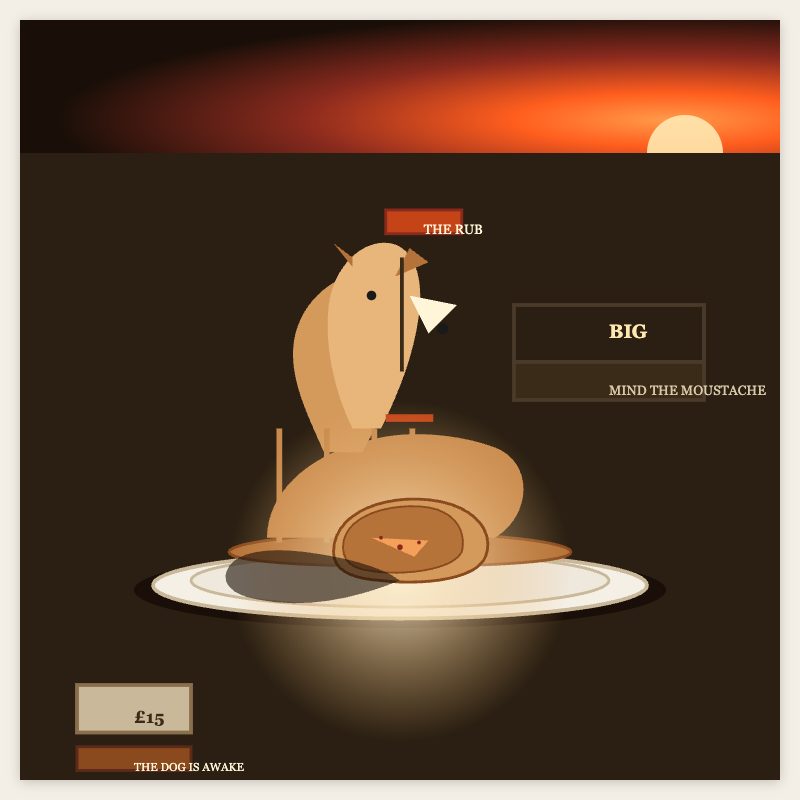 THE RUB
BIG
MIND THE MOUSTACHE
£15
THE DOG IS AWAKE